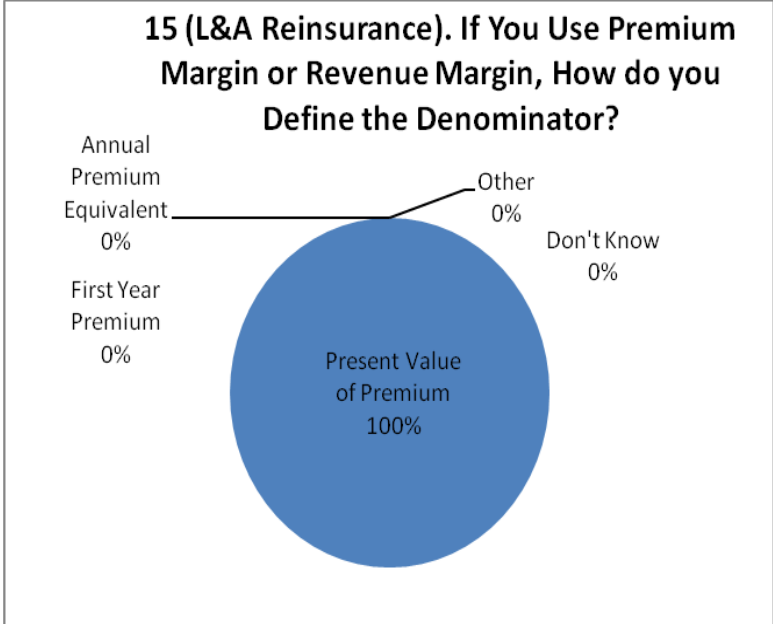 15 (L&A Reinsurance). If You Use Premium
Margin or Revenue Margin, How do you
Define the Denominator?
Annual
Premium
Equivalent
0%
Other
0%
Don't Know
0%
First Year
Premium
0%
Present Value
of Premium
100%